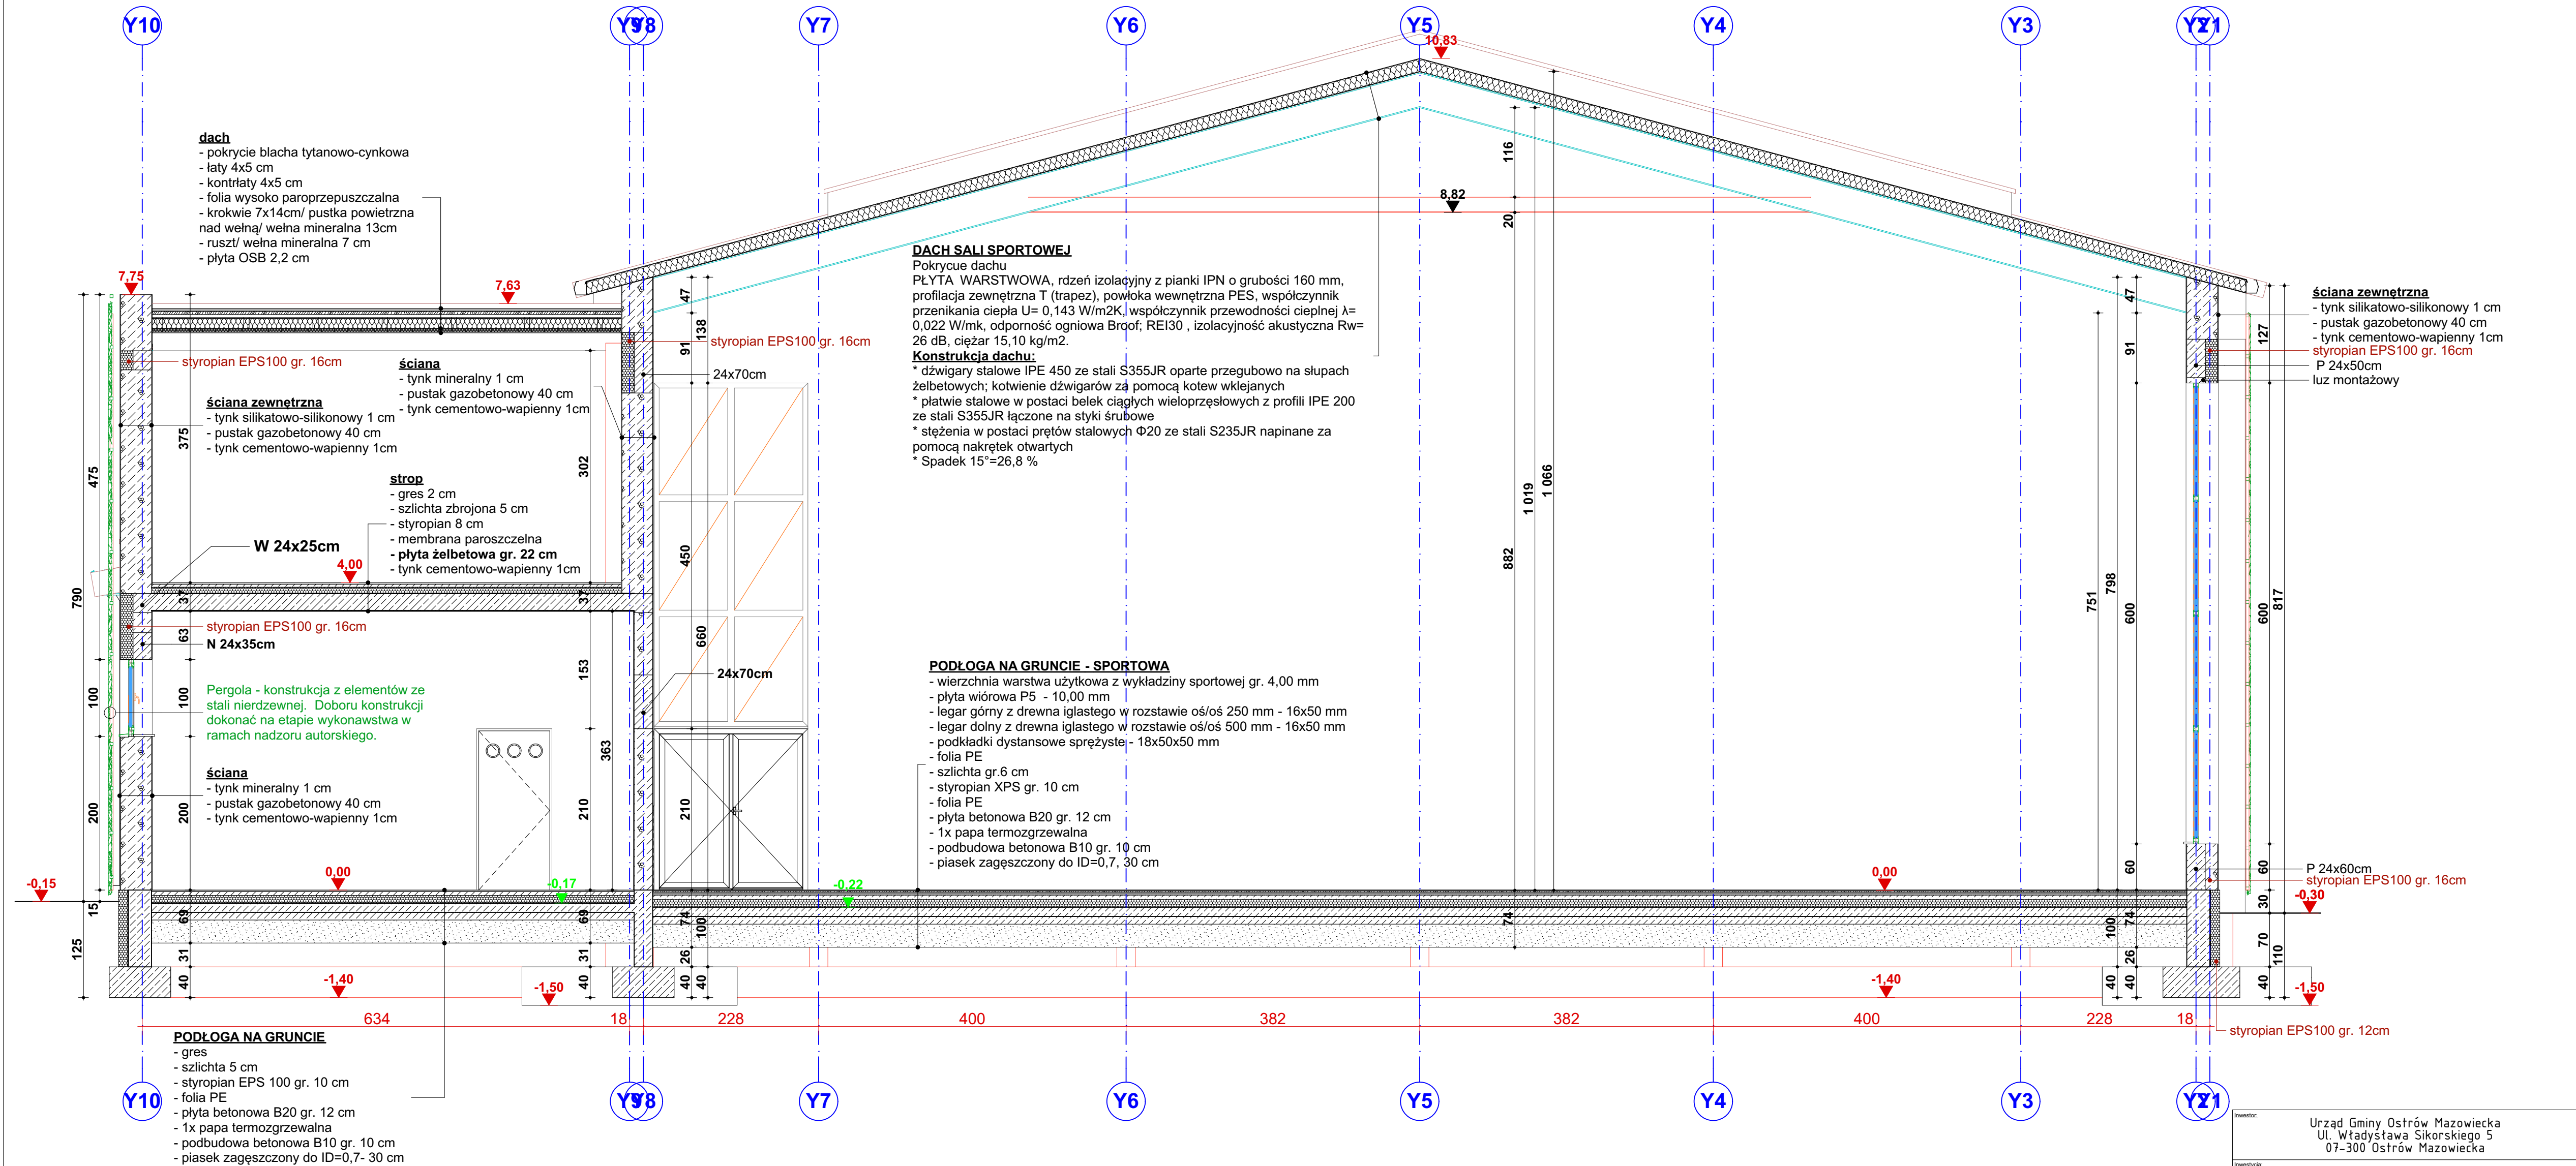 Y10 Y9 Y8 Y7 Y6 Y5 Y4 Y3 Y2 Y1
10,83
dach
- pokrycie blacha tytanowo-cynkowa
- łaty 4x5 cm
- kontrłaty 4x5 cm
- folia wysoko paroprzepuszczalna
- krokwie 7x14cm/ pustka powietrzna
nad wełną/ wełna mineralna 13cm
- ruszt/ wełna mineralna 7 cm
- płyta OSB 2,2 cm
116
8,82
20
7,75
7,63
DACH SALI SPORTOWEJ
Pokrycue dachu
PŁYTA WARSTWOWA, rdzeń izolacyjny z pianki IPN o grubości 160 mm,
profilacja zewnętrzna T (trapez), powłoka wewnętrzna PES, współczynnik
przenikania ciepła U= 0,143 W/m2K, współczynnik przewodności cieplnej λ=
0,022 W/mk, odporność ogniowa Broof; REI30 , izolacyjność akustyczna Rw=
26 dB, ciężar 15,10 kg/m2.
Konstrukcja dachu:
* dźwigary stalowe IPE 450 ze stali S355JR oparte przegubowo na słupach
żelbetowych; kotwienie dźwigarów za pomocą kotew wklejanych
* płatwie stalowe w postaci belek ciągłych wieloprzęsłowych z profili IPE 200
ze stali S355JR łączone na styki śrubowe
* stężenia w postaci prętów stalowych Φ20 ze stali S235JR napinane za
pomocą nakrętek otwartych
* Spadek 15°=26,8 %
47
138
91
styropian EPS100 gr. 16cm
24x70cm
styropian EPS100 gr. 16cm
ściana
- tynk mineralny 1 cm
- pustak gazobetonowy 40 cm
- tynk cementowo-wapienny 1cm
ściana zewnętrzna
- tynk silikatowo-silikonowy 1 cm
- pustak gazobetonowy 40 cm
- tynk cementowo-wapienny 1cm
47
91
127
ściana zewnętrzna
- tynk silikatowo-silikonowy 1 cm
- pustak gazobetonowy 40 cm
- tynk cementowo-wapienny 1cm
styropian EPS100 gr. 16cm
P 24x50cm
luz montażowy
375
475
302
strop
- gres 2 cm
- szlichta zbrojona 5 cm
- styropian 8 cm
- membrana paroszczelna
- płyta żelbetowa gr. 22 cm
- tynk cementowo-wapienny 1cm
W 24x25cm
4,00
450
1 066
1 019
882
798
751
600
600
817
790
37
37
63
styropian EPS100 gr. 16cm
N 24x35cm
660
153
24x70cm
100
100
Pergola - konstrukcja z elementów ze
stali nierdzewnej. Doboru konstrukcji
dokonać na etapie wykonawstwa w
ramach nadzoru autorskiego.
363
ściana
- tynk mineralny 1 cm
- pustak gazobetonowy 40 cm
- tynk cementowo-wapienny 1cm
200
200
210
210
PODŁOGA NA GRUNCIE - SPORTOWA
- wierzchnia warstwa użytkowa z wykładziny sportowej gr. 4,00 mm
- płyta wiórowa P5 - 10,00 mm
- legar górny z drewna iglastego w rozstawie oś/oś 250 mm - 16x50 mm
- legar dolny z drewna iglastego w rozstawie oś/oś 500 mm - 16x50 mm
- podkładki dystansowe sprężyste - 18x50x50 mm
- folia PE
- szlichta gr.6 cm
- styropian XPS gr. 10 cm
- folia PE
- płyta betonowa B20 gr. 12 cm
- 1x papa termozgrzewalna
- podbudowa betonowa B10 gr. 10 cm
- piasek zagęszczony do ID=0,7, 30 cm
60
60
P 24x60cm
styropian EPS100 gr. 16cm
-0,15
0,00
-0,17
-0,22
0,00
-0,30
15
125
69
31
40
69
31
40
74
26
40
100
40
74
100
40
74
26
40
30
70
110
40
-1,40
-1,50
-1,40
-1,50
634 18 228 400 382 382 400 228 18
styropian EPS100 gr. 12cm
PODŁOGA NA GRUNCIE
- gres
- szlichta 5 cm
- styropian EPS 100 gr. 10 cm
- folia PE
- płyta betonowa B20 gr. 12 cm
- 1x papa termozgrzewalna
- podbudowa betonowa B10 gr. 10 cm
- piasek zagęszczony do ID=0,7- 30 cm
Y10 Y9 Y8 Y7 Y6 Y5 Y4 Y3 Y2 Y1
Inwestor:
Urząd Gminy Ostrów Mazowiecka
Ul. Władysława Sikorskiego 5
07-300 Ostrów Mazowiecka
Inwestycja: